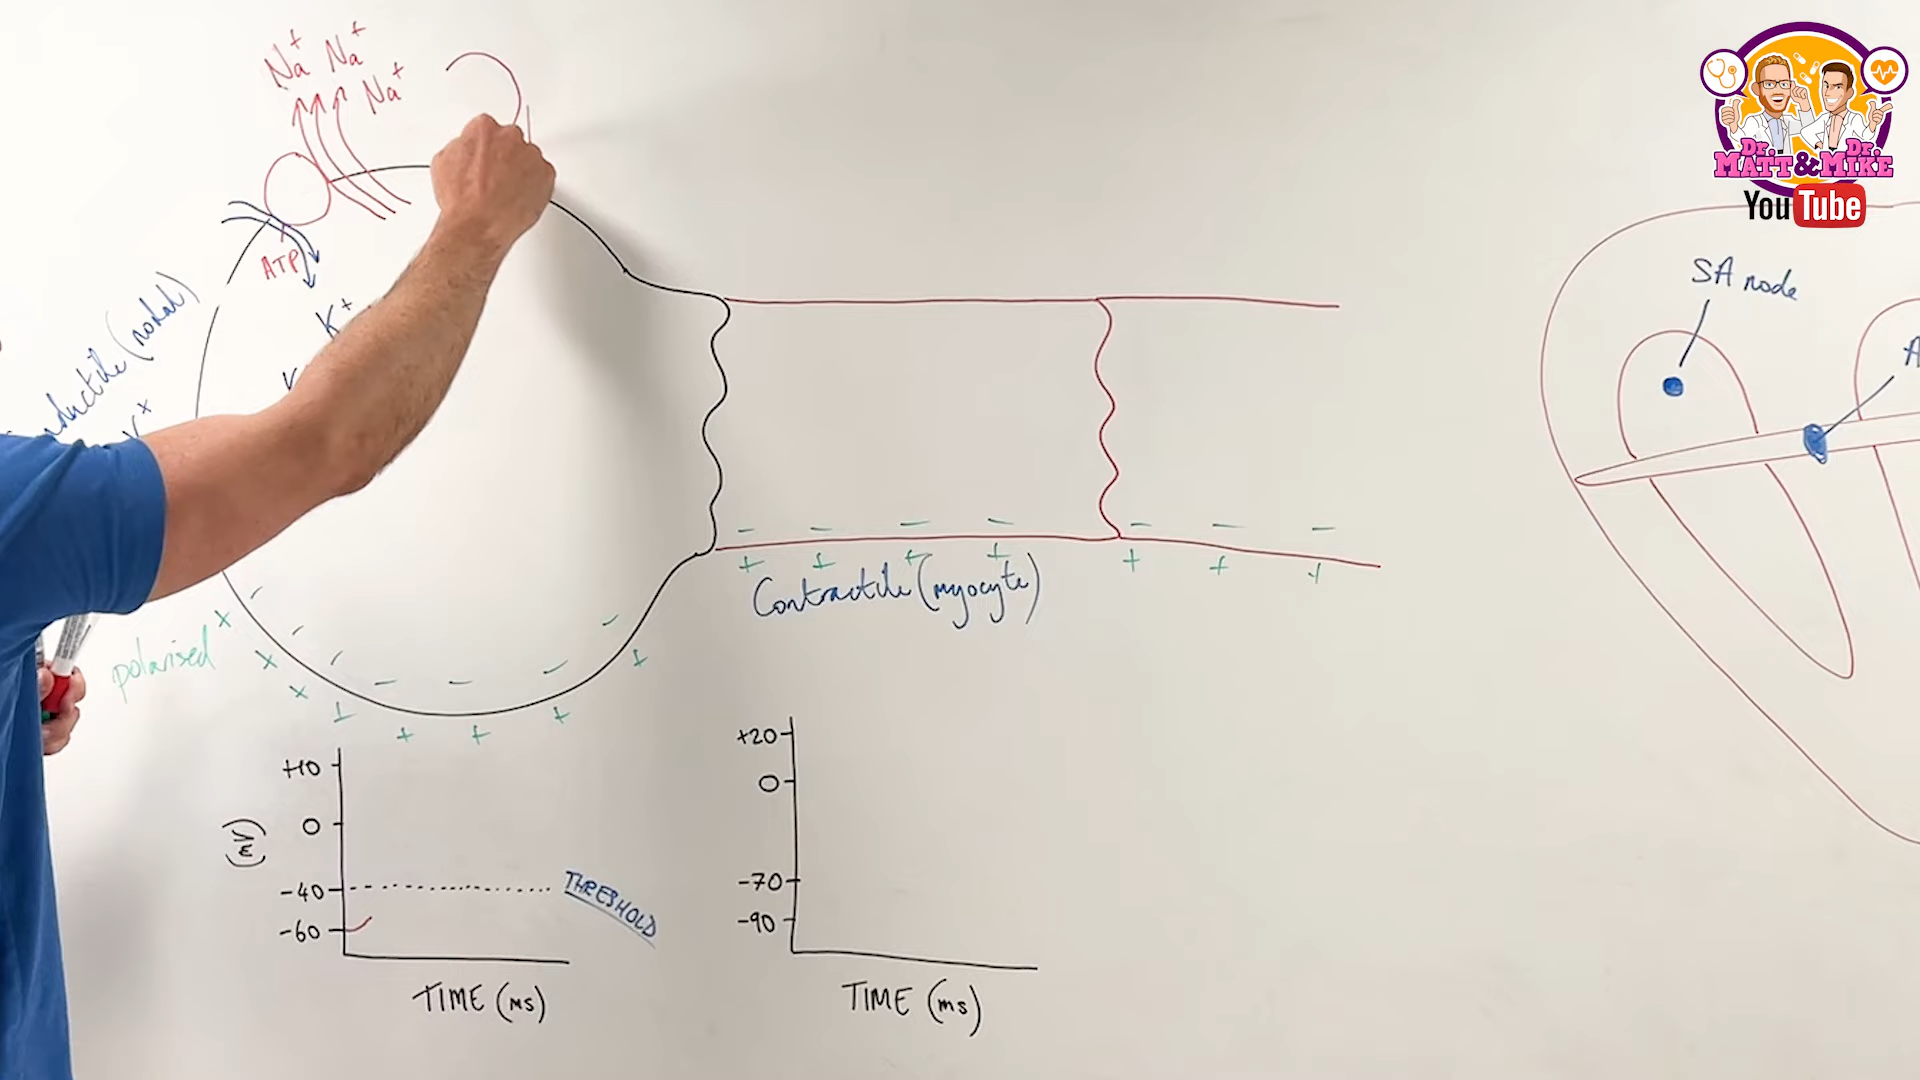 Na+ Na+
Na+
ATP
K+
polarised
Contractile (myocyte)
SA node
Dr. Dr.
MATT & MIKE
YouTube
+10
0
-40
-60
(mV)
THRESHOLD
TIME (ms)
+20
0
-70
-90
TIME (ms)